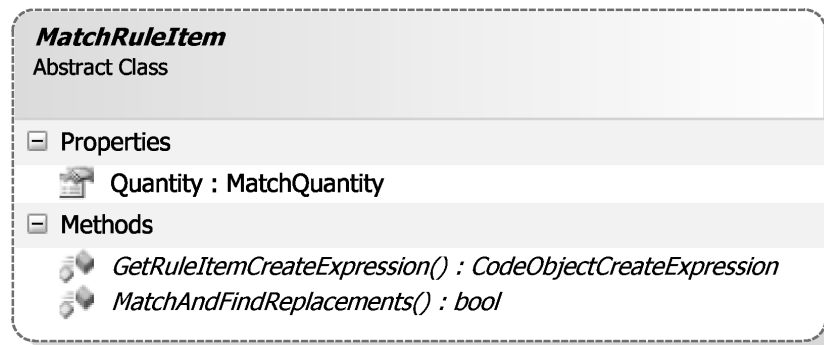 MatchRuleItem
Abstract Class
Properties
Quantity : MatchQuantity
Methods
GetRuleItemCreateExpression() : CodeObjectCreateExpression
MatchAndFindReplacements() : bool